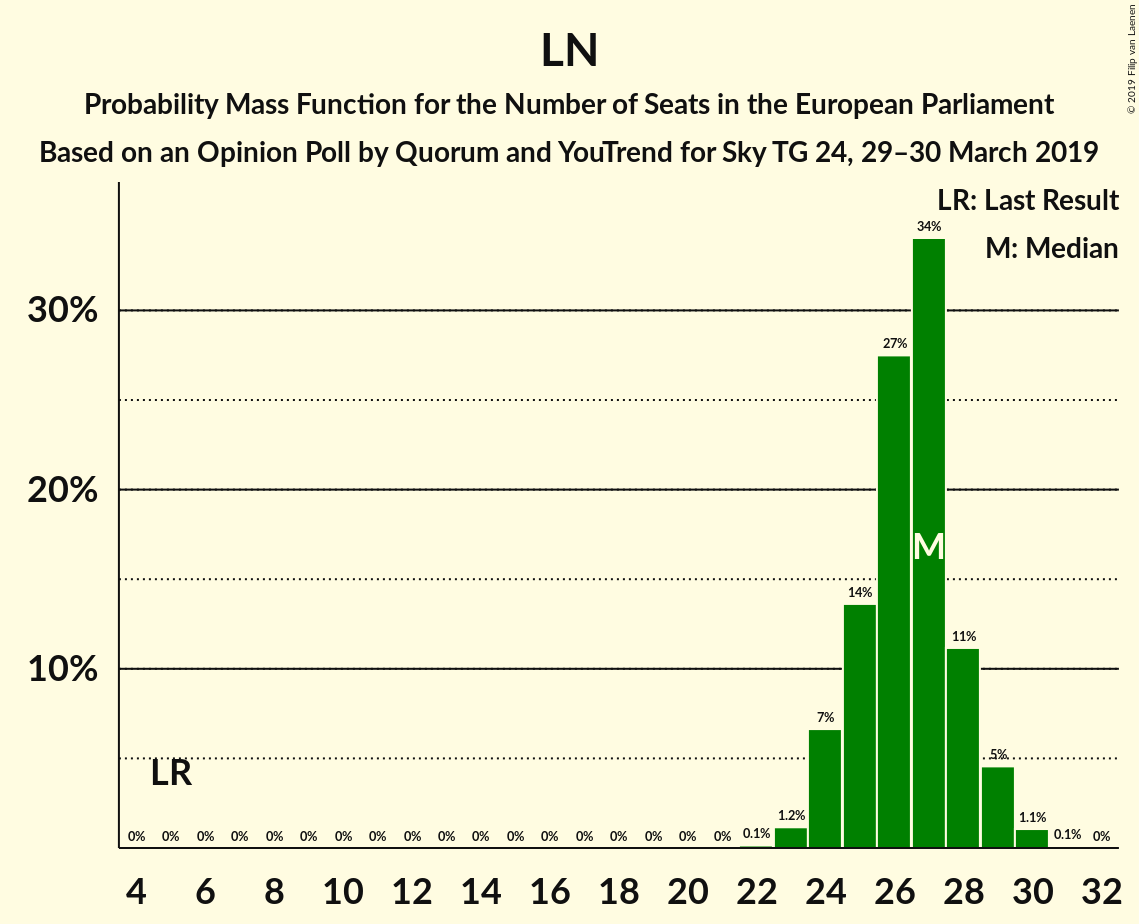 LN
Probability Mass Function for the Number of Seats in the European Parliament
Based on an Opinion Poll by Quorum and YouTrend for Sky TG 24, 29–30 March 2019
© 2019 Filip van Laenen
LR: Last Result
M: Median
30%
20%
10%
LR
M
0% 0% 0% 0% 0% 0% 0% 0% 0% 0% 0% 0% 0% 0% 0% 0% 0% 0% 0.1% 1.2% 7% 14% 27% 34% 11% 5% 1.1% 0.1% 0%
4 6 8 10 12 14 16 18 20 22 24 26 28 30 32